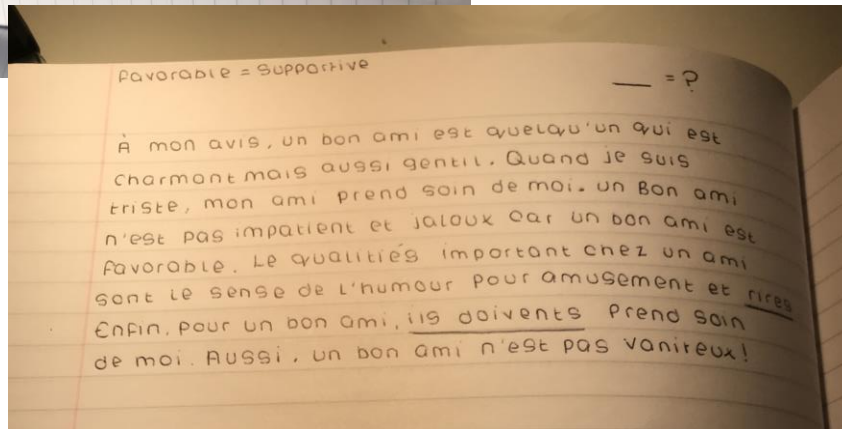 Favorable = Supportive
__ = ?
À mon avis, un bon ami est quelqu'un qui est
charmant mais aussi gentil. Quand je suis
triste, mon ami prend soin de moi. un Bon ami
n'est pas impatient et jaloux car un bon ami est
favorable. Le qualitiés important chez un ami
sont le sense de l'humour pour amusement et rires
Enfin, pour un bon ami, ils doivents prend soin
de moi. Aussi, un bon ami n'est pas vaniteux!